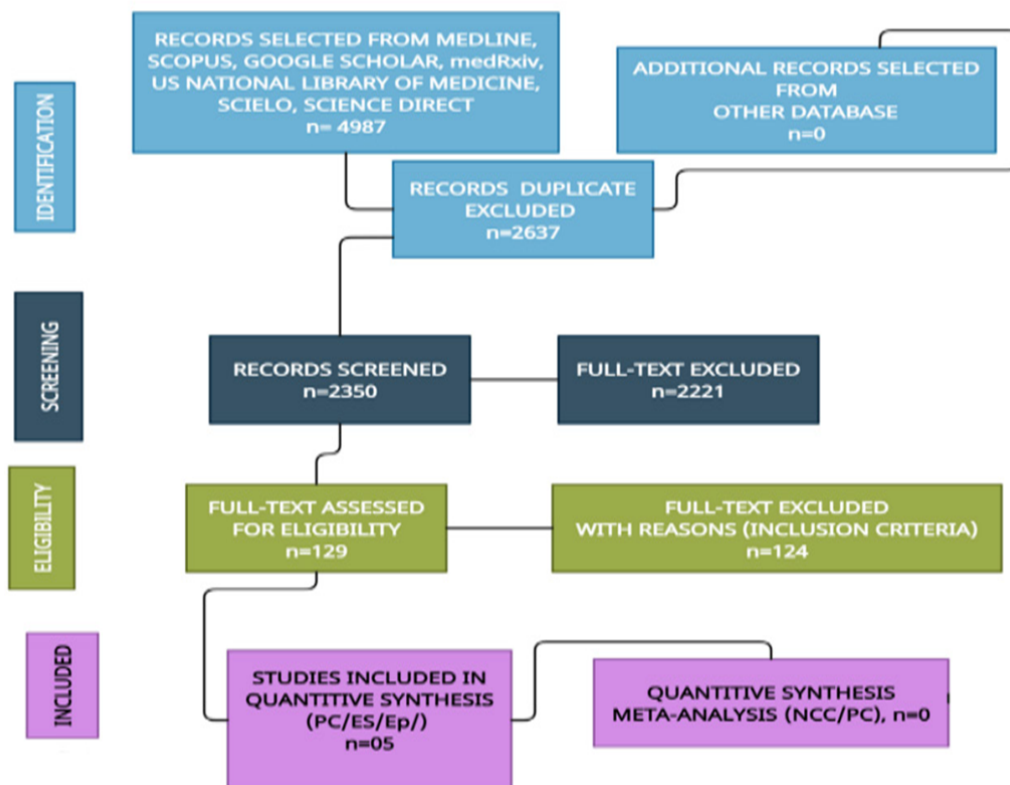 IDENTIFICATION
RECORDS SELECTED FROM MEDLINE,
SCOPUS, GOOGLE SCHOLAR, medRxiv,
US NATIONAL LIBRARY OF MEDICINE,
SCIELO, SCIENCE DIRECT
n= 4987
ADDITIONAL RECORDS SELECTED
FROM
OTHER DATABASE
n=0
RECORDS DUPLICATE
EXCLUDED
n=2637
SCREENING
RECORDS SCREENED
n=2350
FULL-TEXT EXCLUDED
n=2221
ELIGIBILITY
FULL-TEXT ASSESSED
FOR ELIGIBILITY
n=129
FULL-TEXT EXCLUDED
WITH REASONS (INCLUSION CRITERIA)
n=124
INCLUDED
STUDIES INCLUDED IN
QUANTITIVE SYNTHESIS
(PC/ES/Ep/)
n=05
QUANTITIVE SYNTHESIS
META-ANALYSIS (NCC/PC), n=0